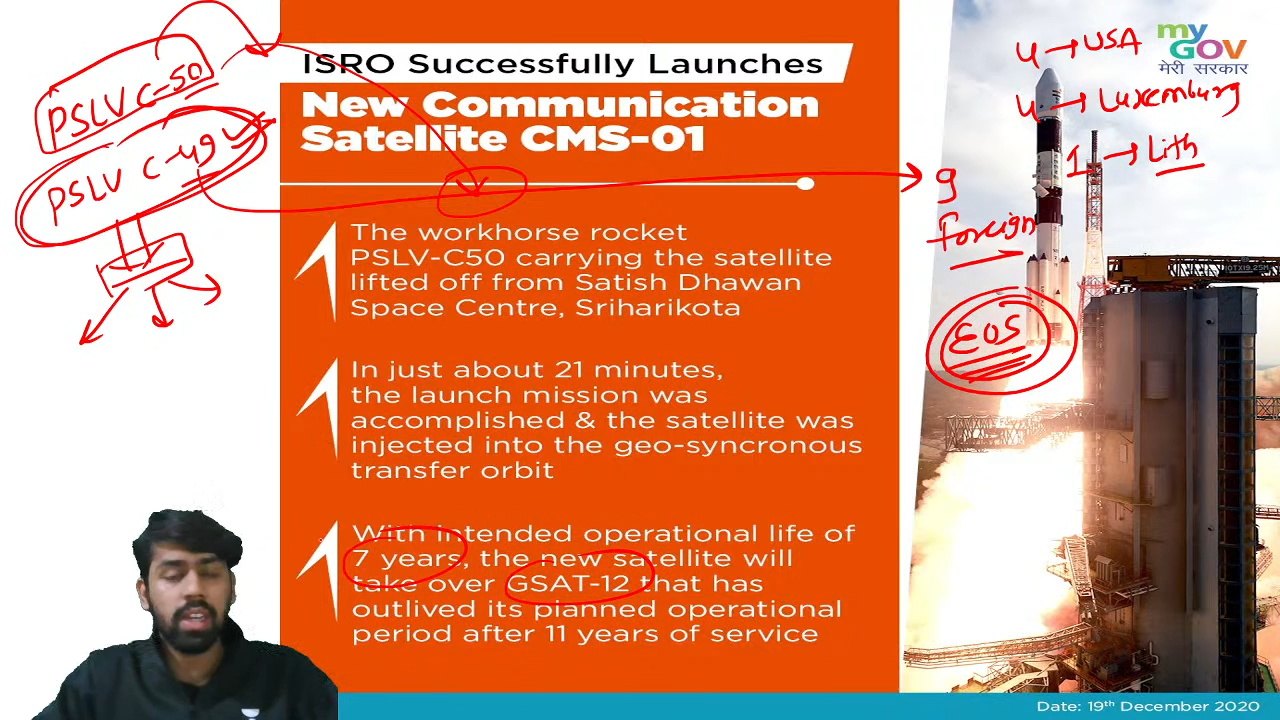 PSLV C-50
PSLV C-49
ISRO Successfully Launches
New Communication
Satellite CMS-01
The workhorse rocket
PSLV-C50 carrying the satellite
lifted off from Satish Dhawan
Space Centre, Sriharikota
In just about 21 minutes,
the launch mission was
accomplished & the satellite was
injected into the geo-syncronous
transfer orbit
With intended operational life of
7 years, the new satellite will
take over GSAT-12 that has
outlived its planned operational
period after 11 years of service
my
GOV
मेरी सरकार
4 → USA
4 → Luxemburg
1 → Lith
9
foreign
EOS
Date: 19th December 2020